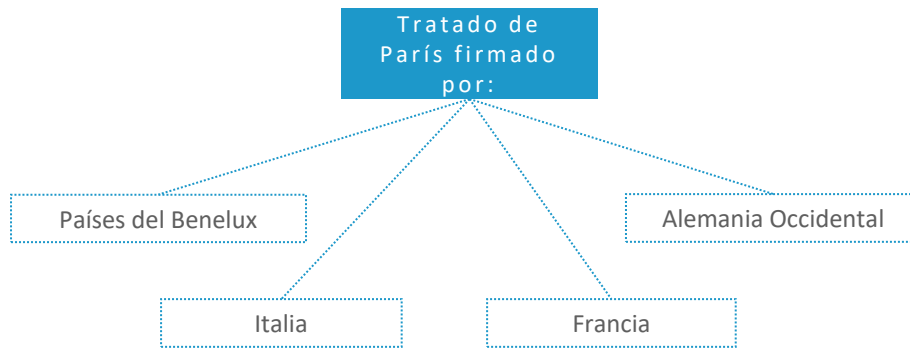 Tratado de
París firmado
por:
Países del Benelux
Alemania Occidental
Italia
Francia